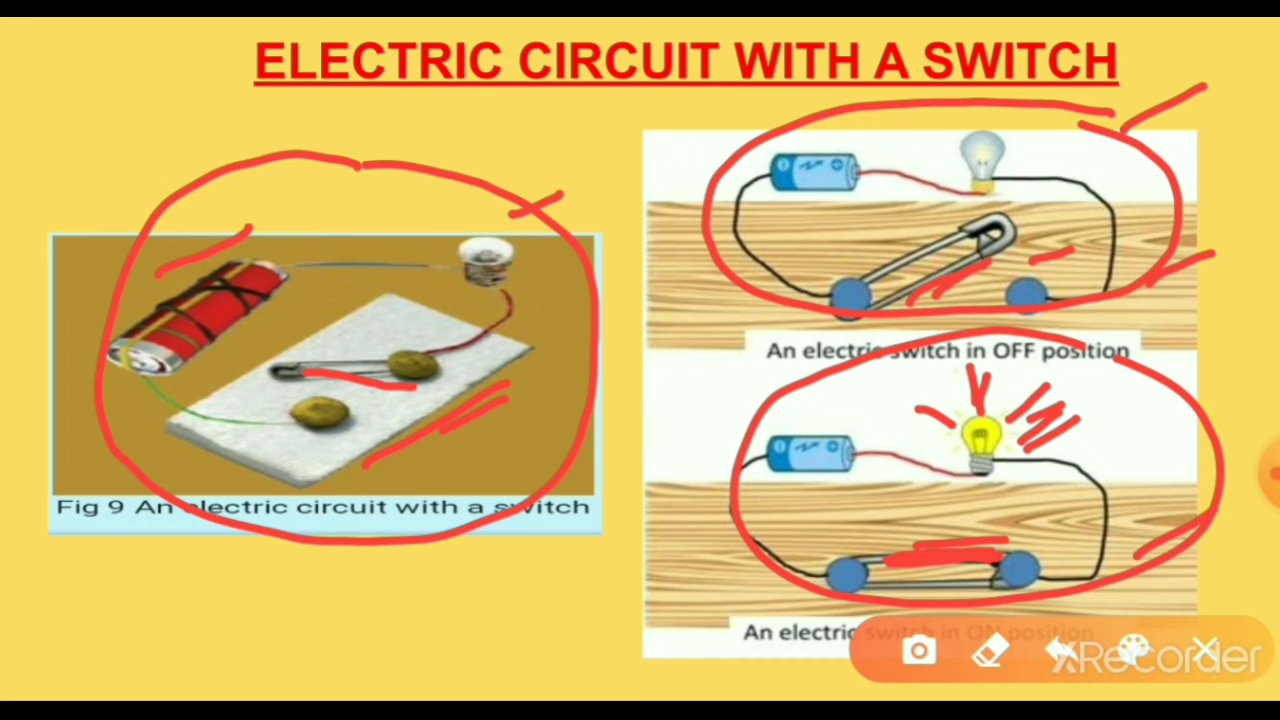 ELECTRIC CIRCUIT WITH A SWITCH
Fig 9 An electric circuit with a switch
An electric switch in OFF position
An electric switch in ON position
XRecorder